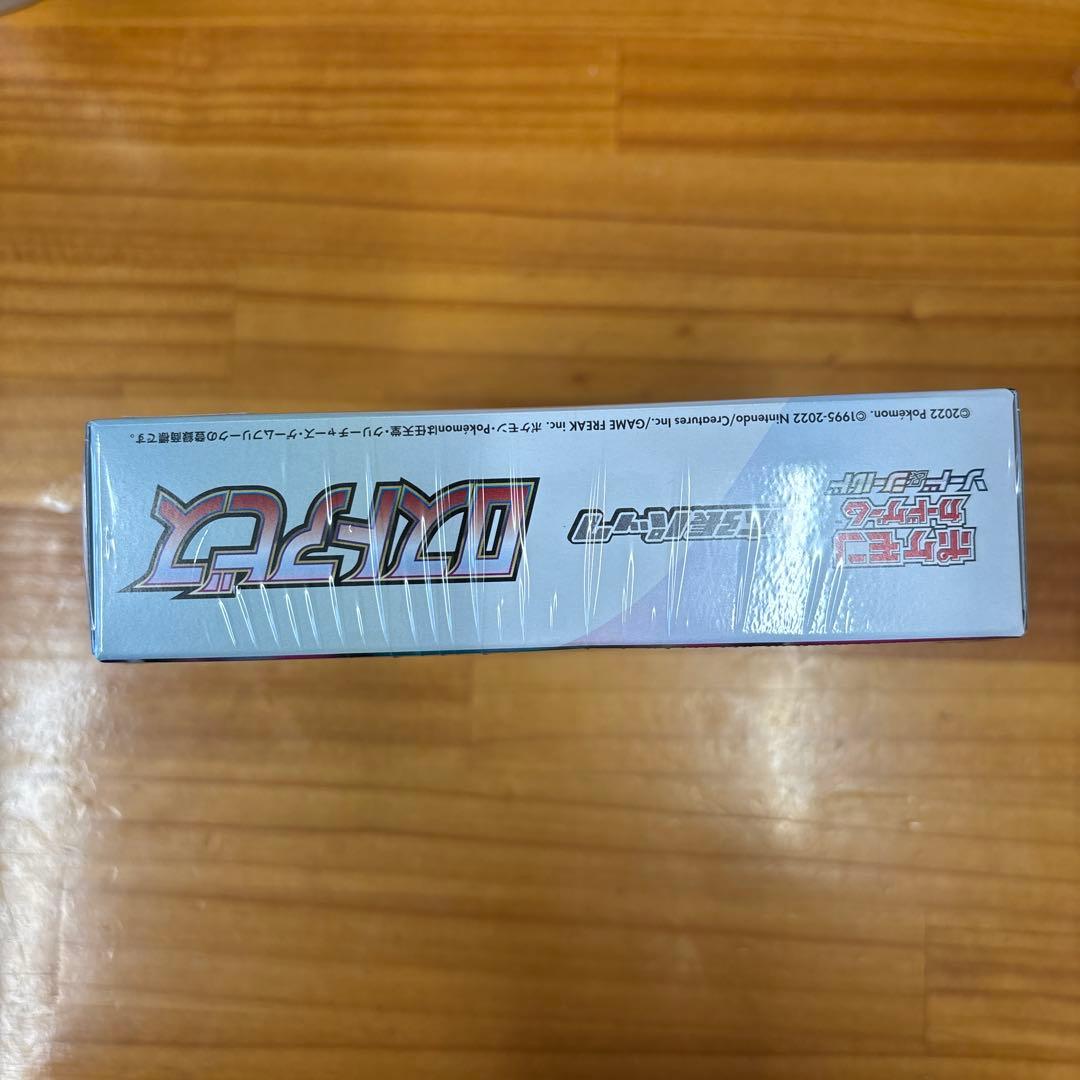 ポケモン
カードゲーム
ソード&シールド
拡張パック
ロストアビス
©2022 Pokémon. ©1995-2022 Nintendo/Creatures Inc./GAME FREAK inc. ポケモン・Pokémonは任天堂・クリーチャーズ・ゲームフリークの登録商標です。